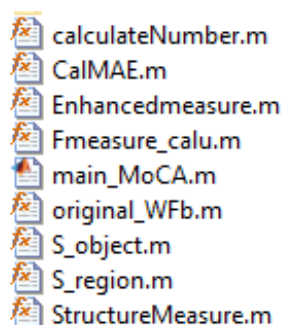 calculateNumber.m
CalMAE.m
Enhancedmeasure.m
Fmeasure_calu.m
main_MoCA.m
original_WFb.m
S_object.m
S_region.m
StructureMeasure.m